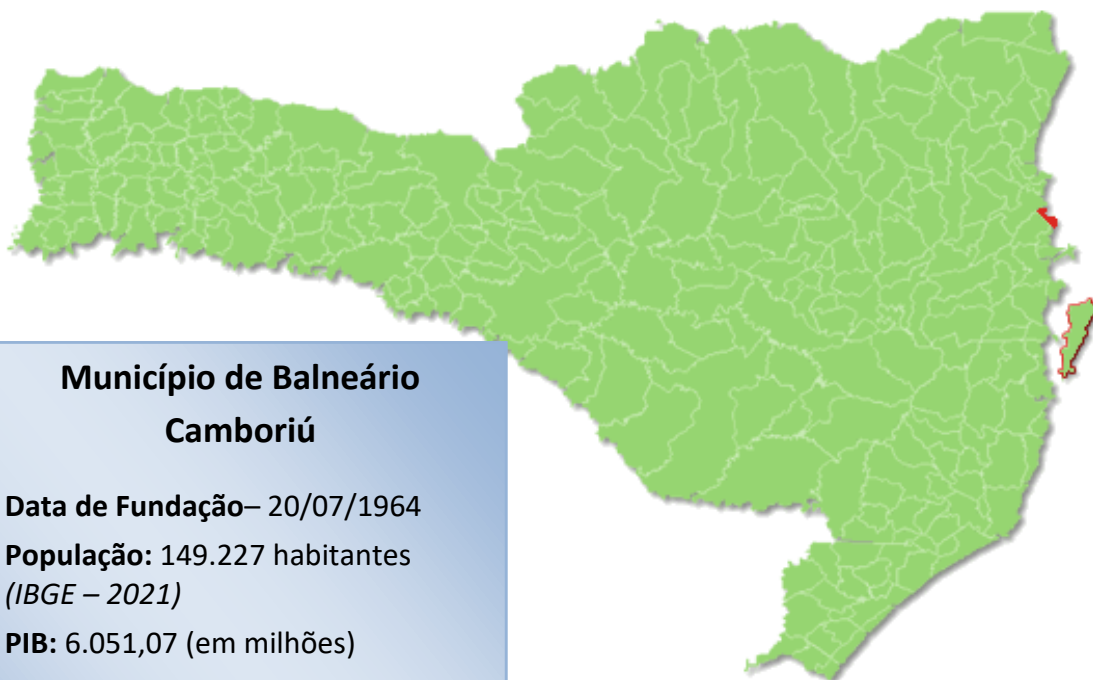 Município de Balneário
Camboriú
Data de Fundação– 20/07/1964
População: 149.227 habitantes
(IBGE – 2021)
PIB: 6.051,07 (em milhões)